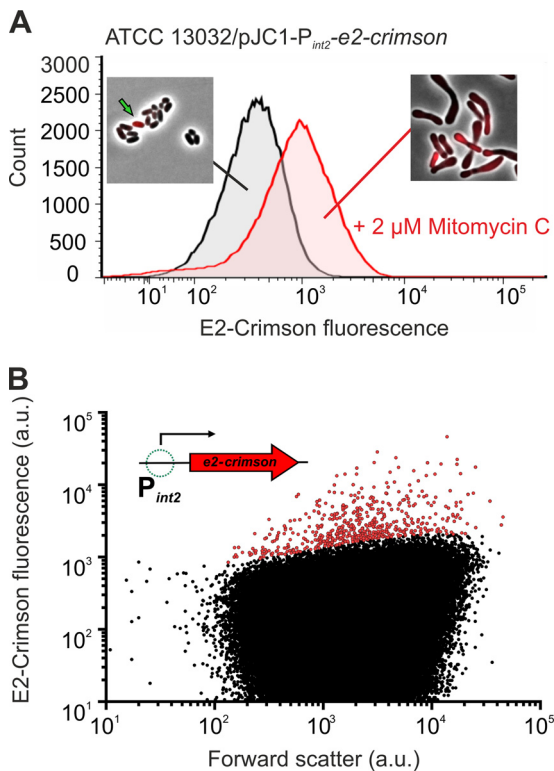 A
ATCC 13032/pJC1-Pint2-e2-crimson
Count
3000
2500
2000
1500
1000
500
0
+ 2 µM Mitomycin C
10¹ 10² 10³ 10⁴ 10⁵
E2-Crimson fluorescence
B
E2-Crimson fluorescence (a.u.)
10⁵
10⁴
10³
10²
10¹
e2-crimson
Pint2
10¹ 10² 10³ 10⁴ 10⁵
Forward scatter (a.u.)